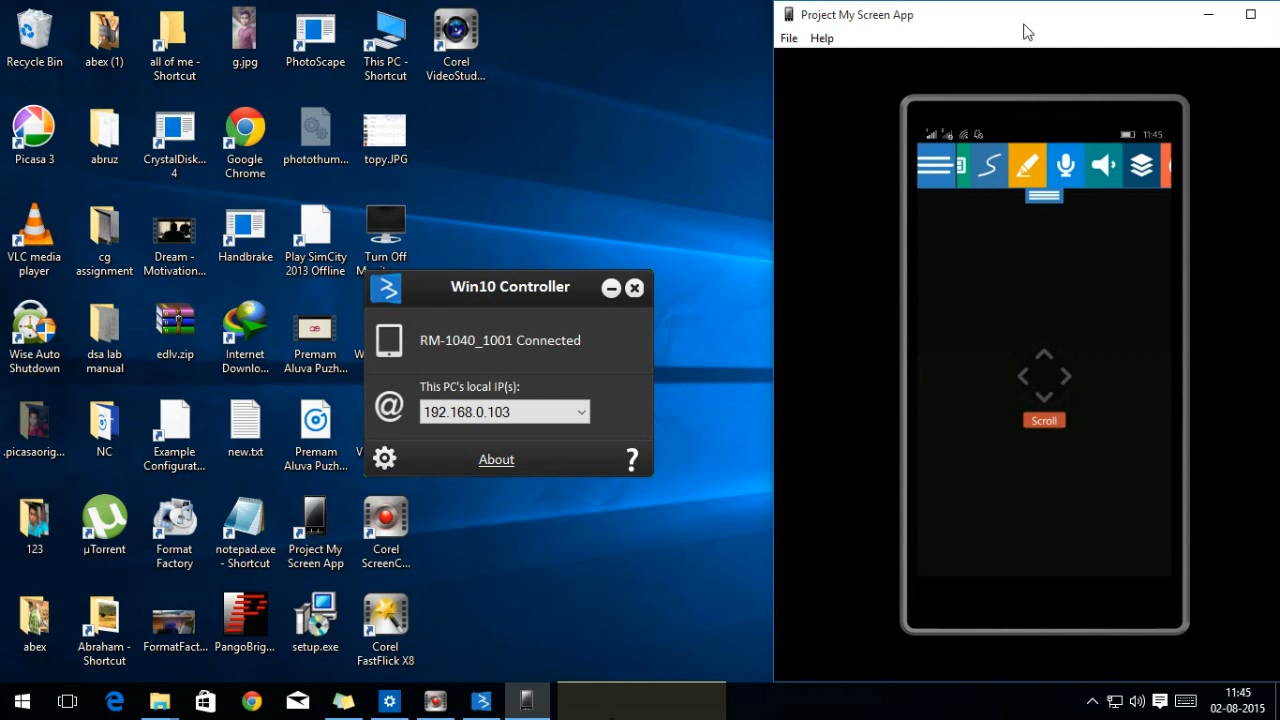 Recycle Bin
abex (1)
all of me -
Shortcut
g.jpg
PhotoScape
This PC -
Shortcut
Corel
VideoStud...
Picasa 3
abruz
CrystalDisk...
4
Google
Chrome
photothum...
topy.JPG
VLC media
player
cg
assignment
Dream -
Motivation...
Handbrake
Play SimCity
2013 Offline
Turn Off
Wise Auto
Shutdown
dsa lab
manual
edlv.zip
Internet
Downlo...
Premam
Aluva Puzh...
.picasaorig...
NC
Example
Configurat...
new.txt
Premam
Aluva Puzh...
123
µTorrent
Format
Factory
notepad.exe
- Shortcut
Project My
Screen App
Corel
ScreenC...
abex
Abraham -
Shortcut
FormatFact...
PangoBrig...
setup.exe
Corel
FastFlick X8
Win10 Controller
RM-1040_1001 Connected
This PC's local IP(s):
192.168.0.103
About
?
Project My Screen App
File Help
11:45
Scroll
11:45
02-08-2015